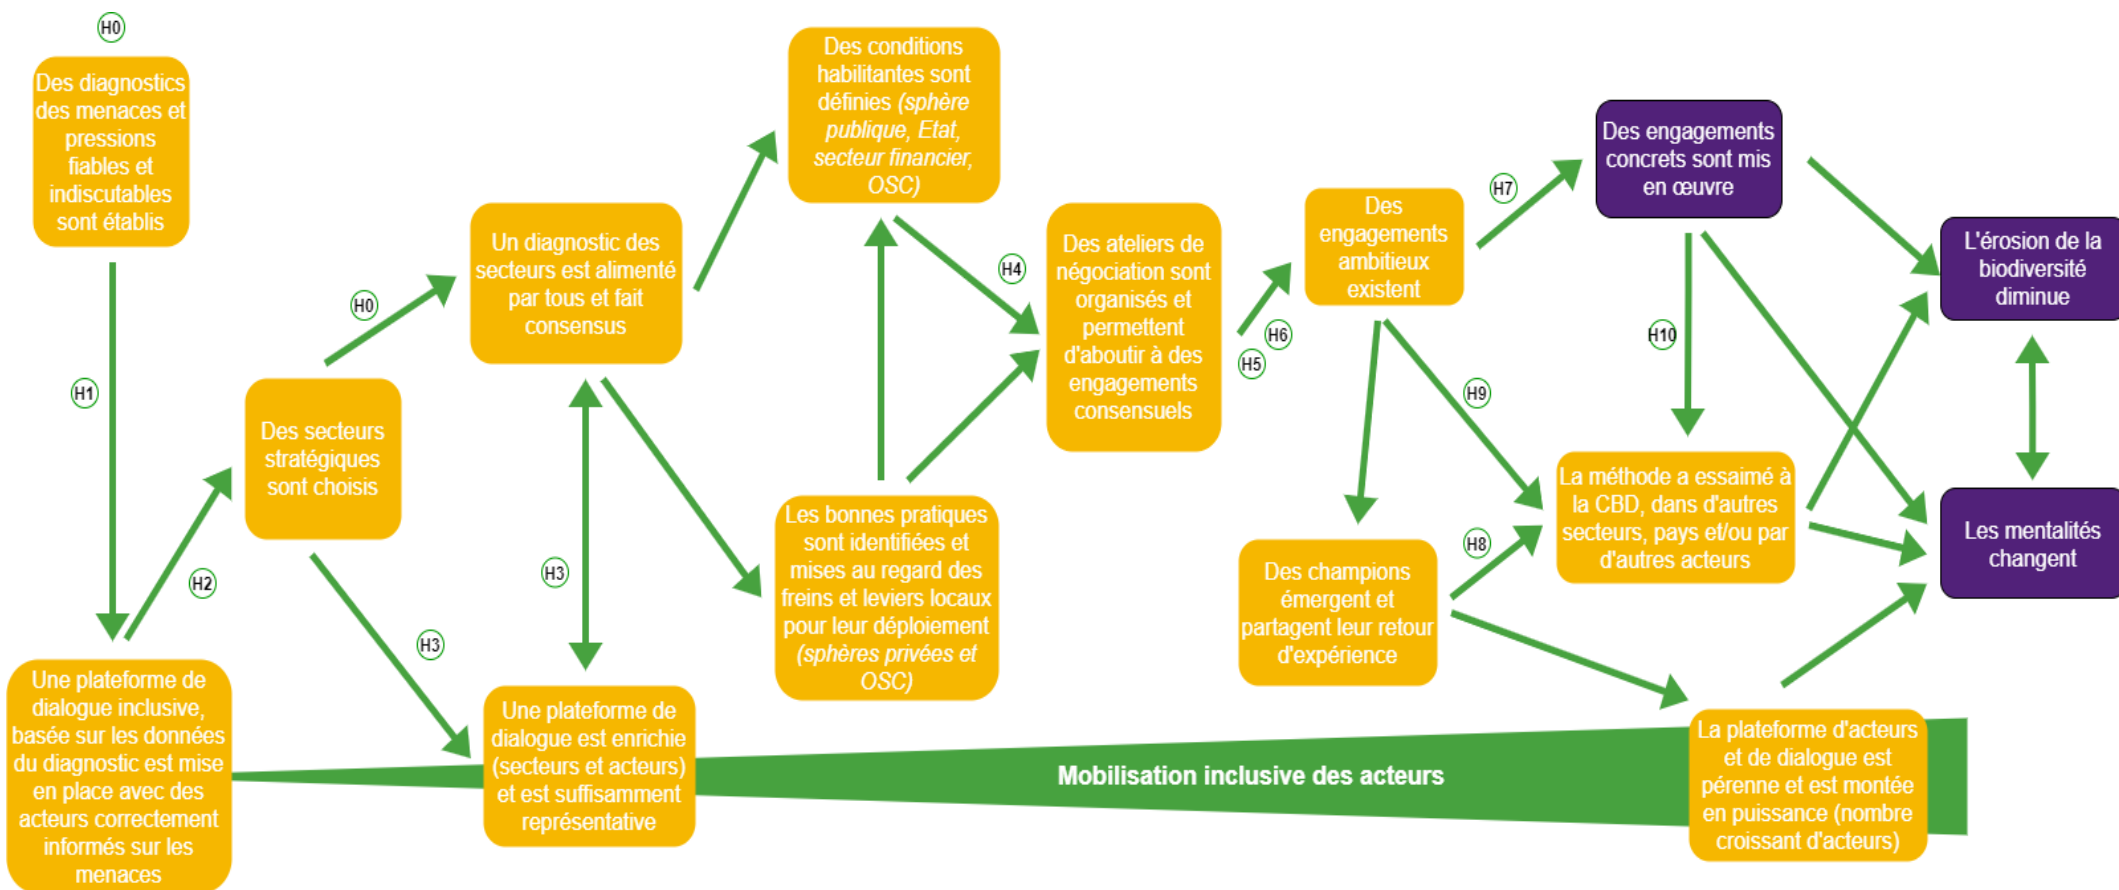 H0
Des diagnostics
des menaces et
pressions
fiables et
indiscutables
sont établis
H1
Une plateforme de
dialogue inclusive,
basée sur les données
du diagnostic est mise
en place avec des
acteurs correctement
informés sur les
menaces
H2
Des secteurs
stratégiques
sont choisis
H0
H3
Un diagnostic des
secteurs est alimenté
par tous et fait
consensus
H3
Une plateforme de
dialogue est enrichie
(secteurs et acteurs)
et est suffisamment
représentative
Des conditions
habilitantes sont
définies (sphère
publique, Etat,
secteur financier,
OSC)
Les bonnes pratiques
sont identifiées et
mises au regard des
freins et leviers locaux
pour leur déploiement
(sphères privées et
OSC)
H4
Des ateliers de
négociation sont
organisés et
permettent
d'aboutir à des
engagements
consensuels
H6
H5
Des
engagements
ambitieux
existent
H7
H9
Des champions
émergent et
partagent leur retour
d'expérience
H8
Des engagements
concrets sont mis
en œuvre
H10
La méthode a essaimé à
la CBD, dans d'autres
secteurs, pays et/ou par
d'autres acteurs
Mobilisation inclusive des acteurs
La plateforme d'acteurs
et de dialogue est
pérenne et est montée
en puissance (nombre
croissant d'acteurs)
L'érosion de la
biodiversité
diminue
Les mentalités
changent